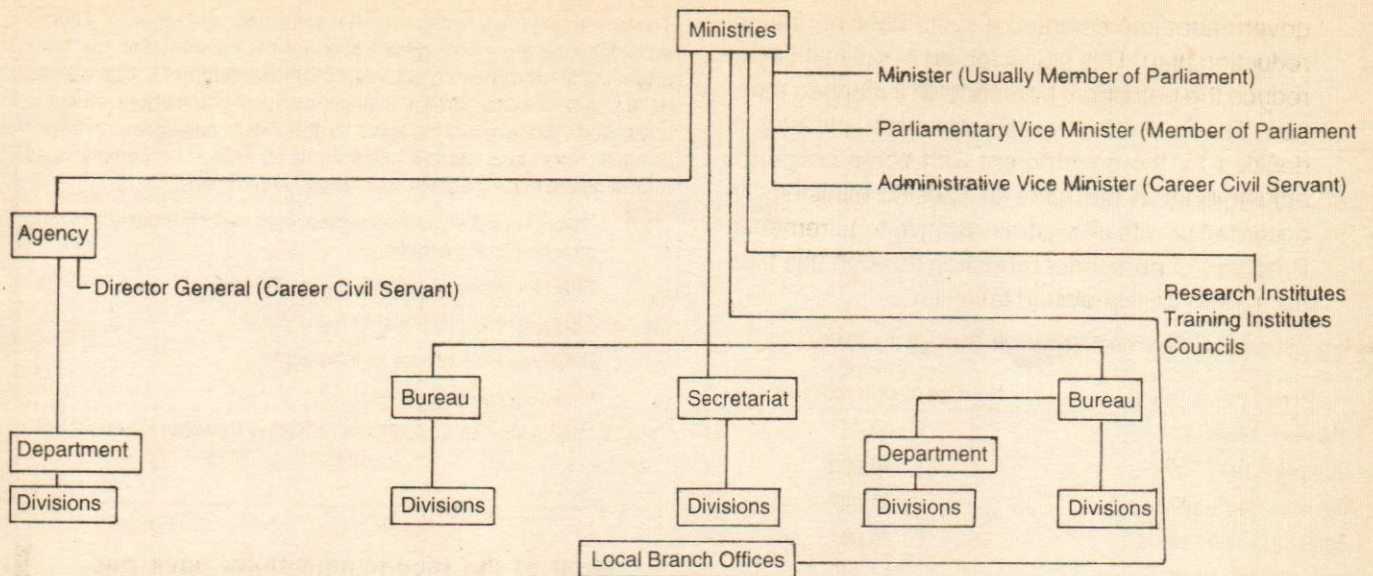 Ministries
Minister (Usually Member of Parliament)
Parliamentary Vice Minister (Member of Parliament
Administrative Vice Minister (Career Civil Servant)
Agency
Director General (Career Civil Servant)
Research Institutes
Training Institutes
Councils
Bureau
Secretariat
Bureau
Department
Department
Divisions
Divisions
Divisions
Divisions
Divisions
Local Branch Offices